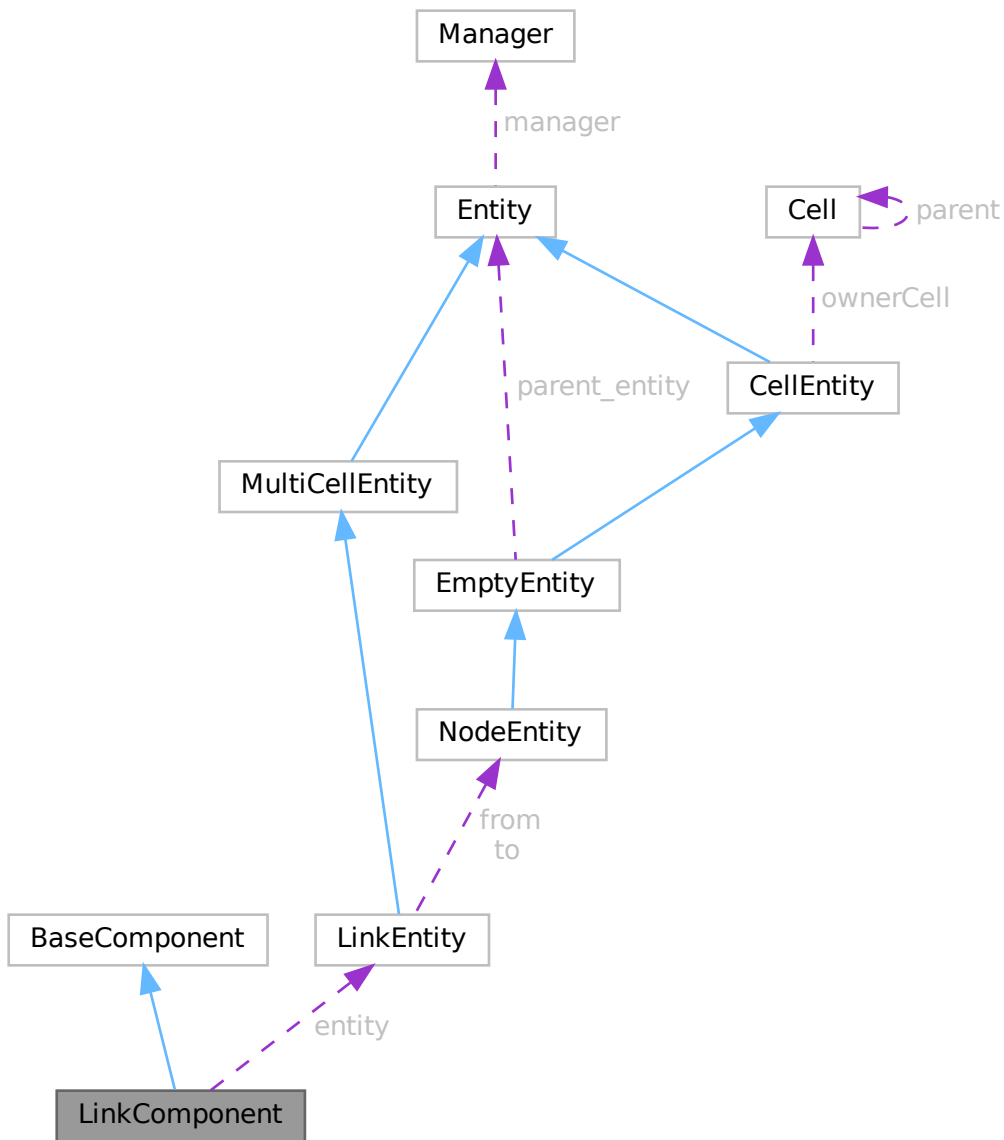 Manager
manager
Entity
Cell
parent
ownerCell
parent_entity
CellEntity
MultiCellEntity
EmptyEntity
NodeEntity
from
to
BaseComponent
LinkEntity
entity
LinkComponent